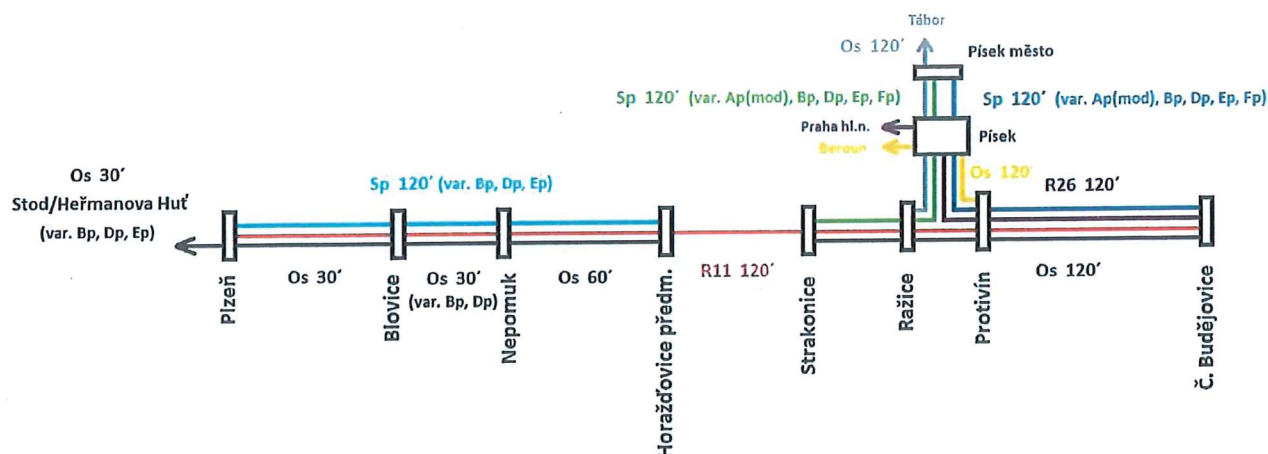 Tábor
Os 120´
Písek město
Sp 120´ (var. Ap(mod), Bp, Dp, Ep, Fp)
Sp 120´ (var. Ap(mod), Bp, Dp, Ep, Fp)
Praha hl.n.
Písek
Beroun
Os 30´
Stod/Heřmanova Huť
(var. Bp, Dp, Ep)
Sp 120´ (var. Bp, Dp, Ep)
Os 120´
R26 120´
Os 30´
Os 30´
(var. Bp, Dp)
Os 60´
R11 120´
Os 120´
Plzeň
Blovice
Nepomuk
Horažďovice předm.
Strakonice
Ražice
Protivín
Č. Budějovice